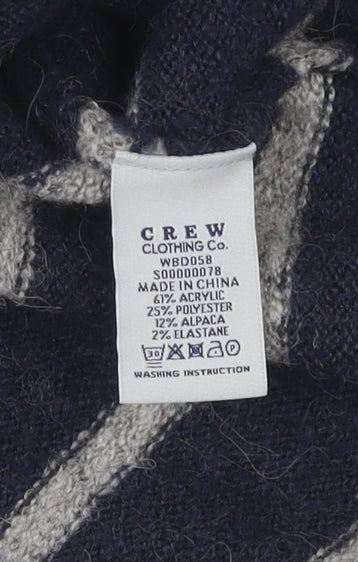 CREW
CLOTHING Co.
WBD058
S00000078
MADE IN CHINA
61% ACRYLIC
25% POLYESTER
12% ALPACA
2% ELASTANE
30 P
WASHING INSTRUCTION